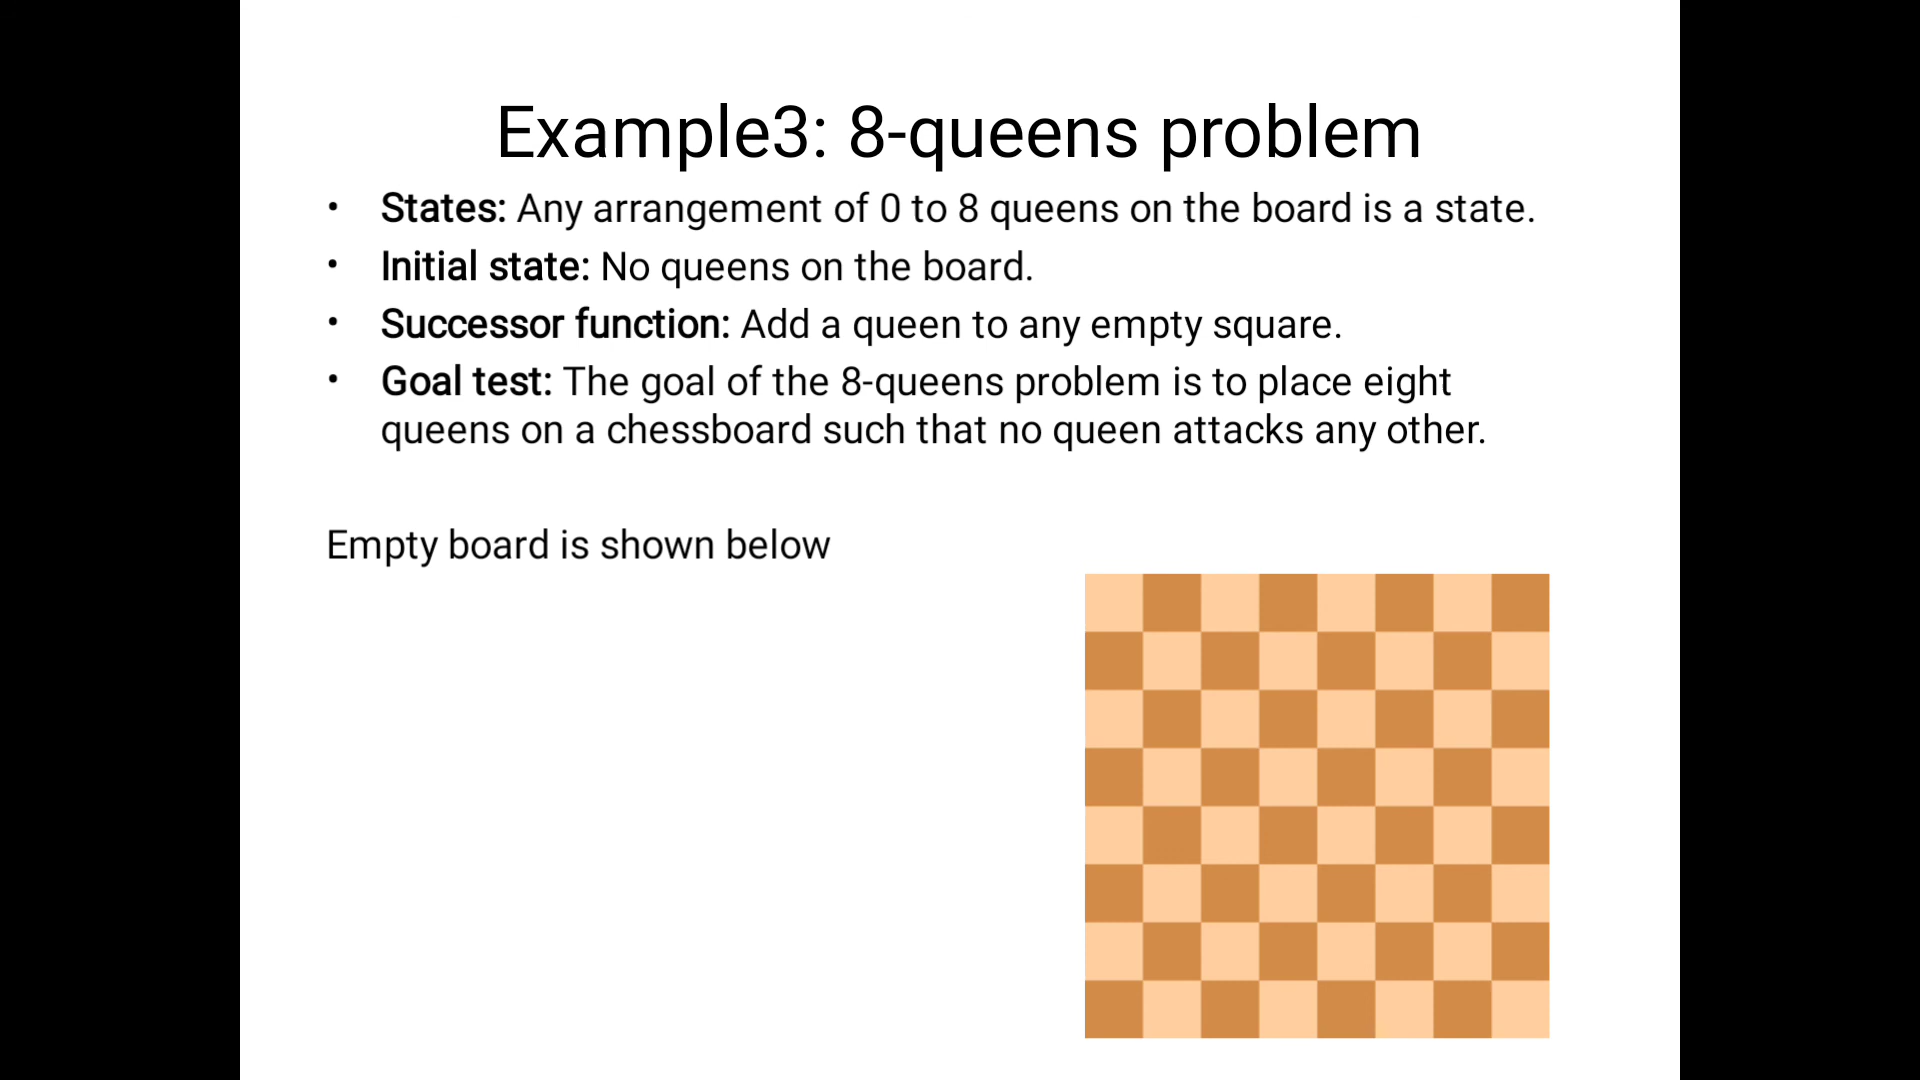 Example3: 8-queens problem
• States: Any arrangement of 0 to 8 queens on the board is a state.
• Initial state: No queens on the board.
• Successor function: Add a queen to any empty square.
• Goal test: The goal of the 8-queens problem is to place eight
queens on a chessboard such that no queen attacks any other.
Empty board is shown below